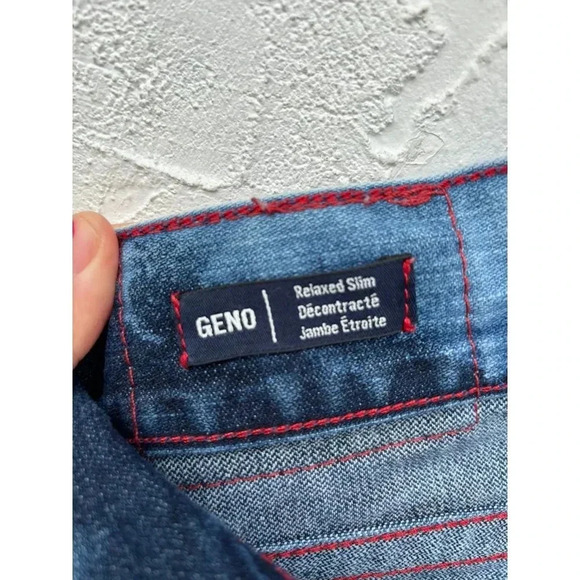 GENO
Relaxed Slim
Décontracté
Jambe Étroite